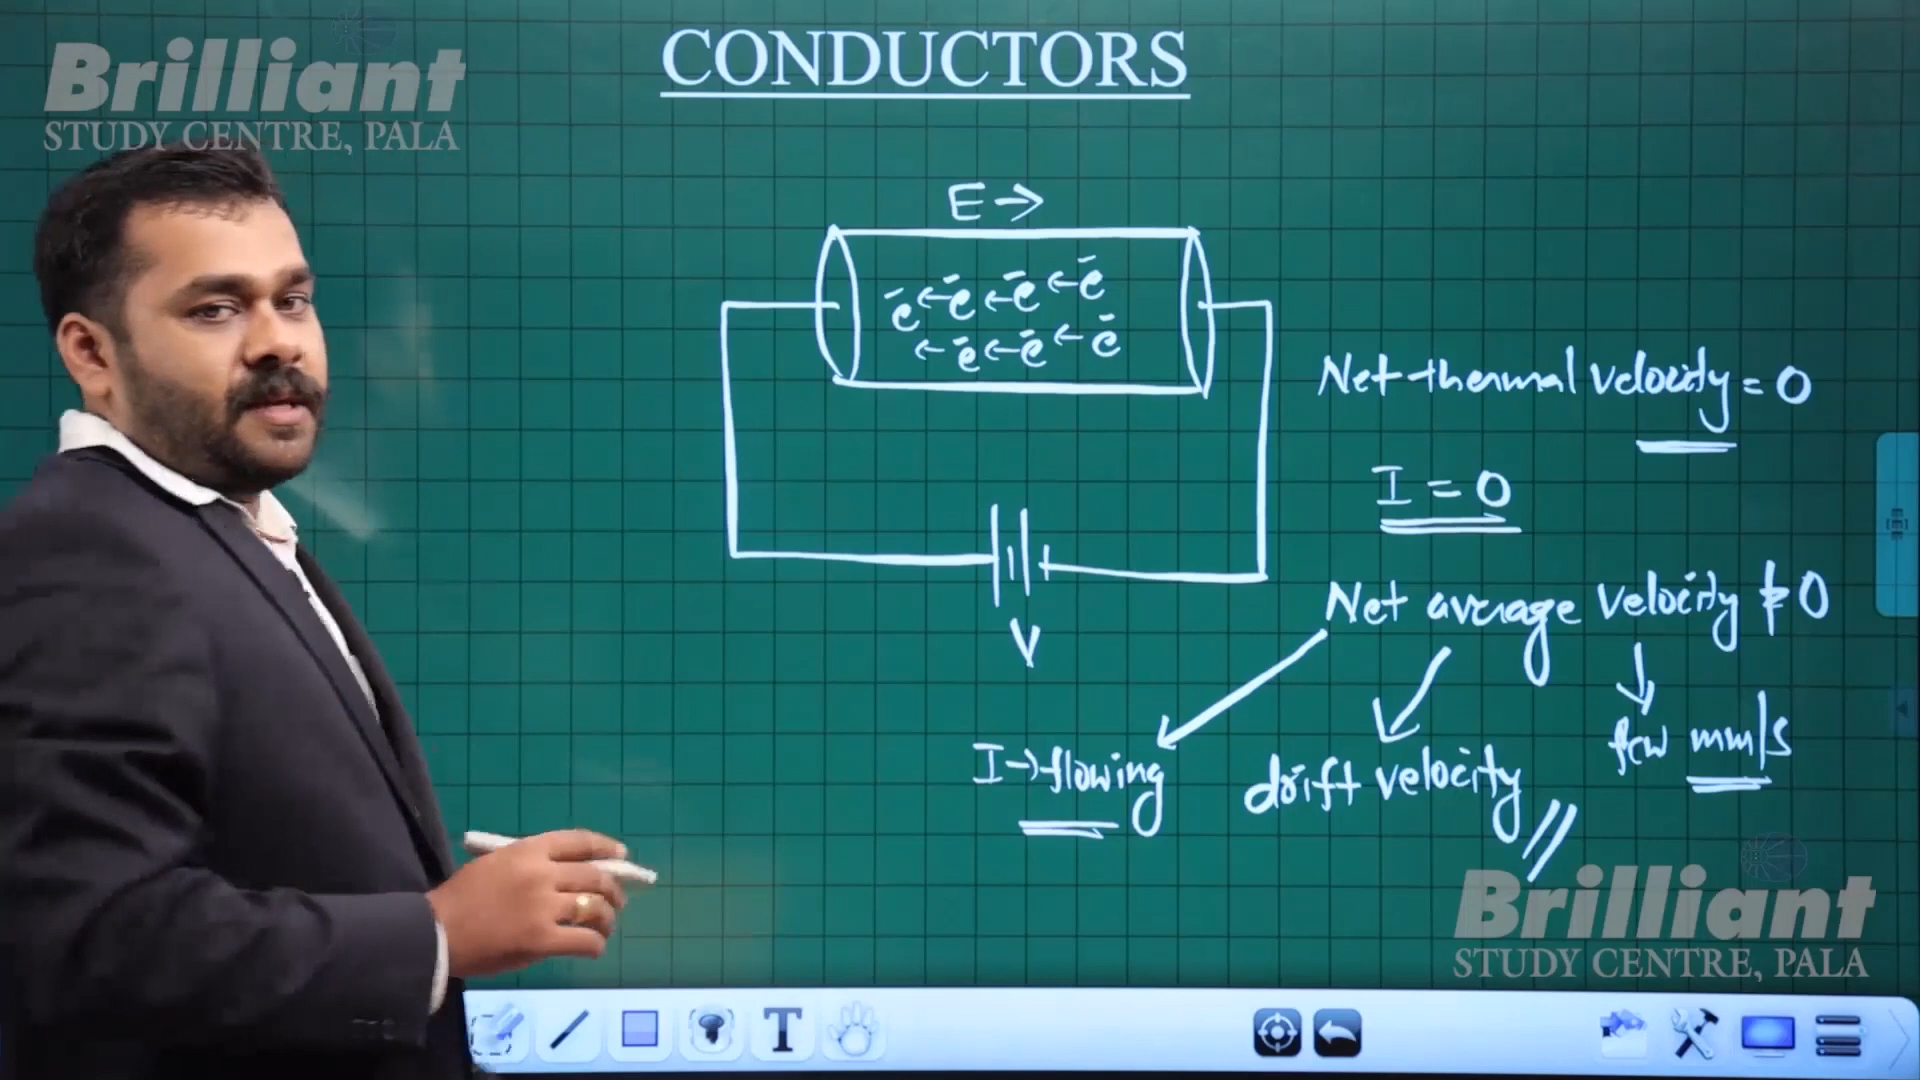 Brilliant
STUDY CENTRE, PALA
CONDUCTORS
E →
e⁻ ← e⁻ ← e⁻ ← e⁻
← e⁻ ← e⁻ ← e⁻
V
Net thermal velocity = 0
I = 0
Net average velocity ≠ 0
I → flowing
drift velocity //
few mm/s
Brilliant
STUDY CENTRE, PALA
T